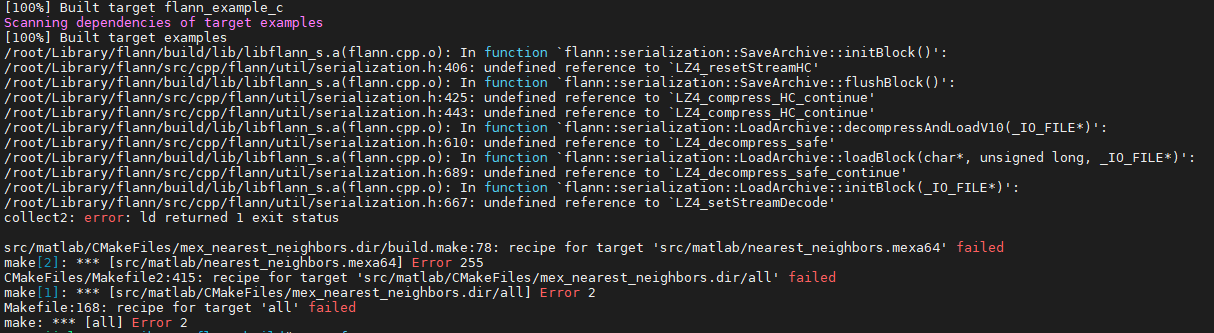 [100%] Built target flann_example_c
Scanning dependencies of target examples
[100%] Built target examples
/root/Library/flann/build/lib/libflann_s.a(flann.cpp.o): In function `flann::serialization::SaveArchive::initBlock()':
/root/Library/flann/src/cpp/flann/util/serialization.h:406: undefined reference to `LZ4_resetStreamHC'
/root/Library/flann/build/lib/libflann_s.a(flann.cpp.o): In function `flann::serialization::SaveArchive::flushBlock()':
/root/Library/flann/src/cpp/flann/util/serialization.h:425: undefined reference to `LZ4_compress_HC_continue'
/root/Library/flann/src/cpp/flann/util/serialization.h:443: undefined reference to `LZ4_compress_HC_continue'
/root/Library/flann/build/lib/libflann_s.a(flann.cpp.o): In function `flann::serialization::LoadArchive::decompressAndLoadV10(_IO_FILE*)':
/root/Library/flann/src/cpp/flann/util/serialization.h:610: undefined reference to `LZ4_decompress_safe'
/root/Library/flann/build/lib/libflann_s.a(flann.cpp.o): In function `flann::serialization::LoadArchive::loadBlock(char*, unsigned long, _IO_FILE*)':
/root/Library/flann/src/cpp/flann/util/serialization.h:689: undefined reference to `LZ4_decompress_safe_continue'
/root/Library/flann/build/lib/libflann_s.a(flann.cpp.o): In function `flann::serialization::LoadArchive::initBlock(_IO_FILE*)':
/root/Library/flann/src/cpp/flann/util/serialization.h:667: undefined reference to `LZ4_setStreamDecode'
collect2: error: ld returned 1 exit status
src/matlab/CMakeFiles/mex_nearest_neighbors.dir/build.make:78: recipe for target 'src/matlab/nearest_neighbors.mexa64' failed
make[2]: *** [src/matlab/nearest_neighbors.mexa64] Error 255
CMakeFiles/Makefile2:415: recipe for target 'src/matlab/CMakeFiles/mex_nearest_neighbors.dir/all' failed
make[1]: *** [src/matlab/CMakeFiles/mex_nearest_neighbors.dir/all] Error 2
Makefile:168: recipe for target 'all' failed
make: *** [all] Error 2